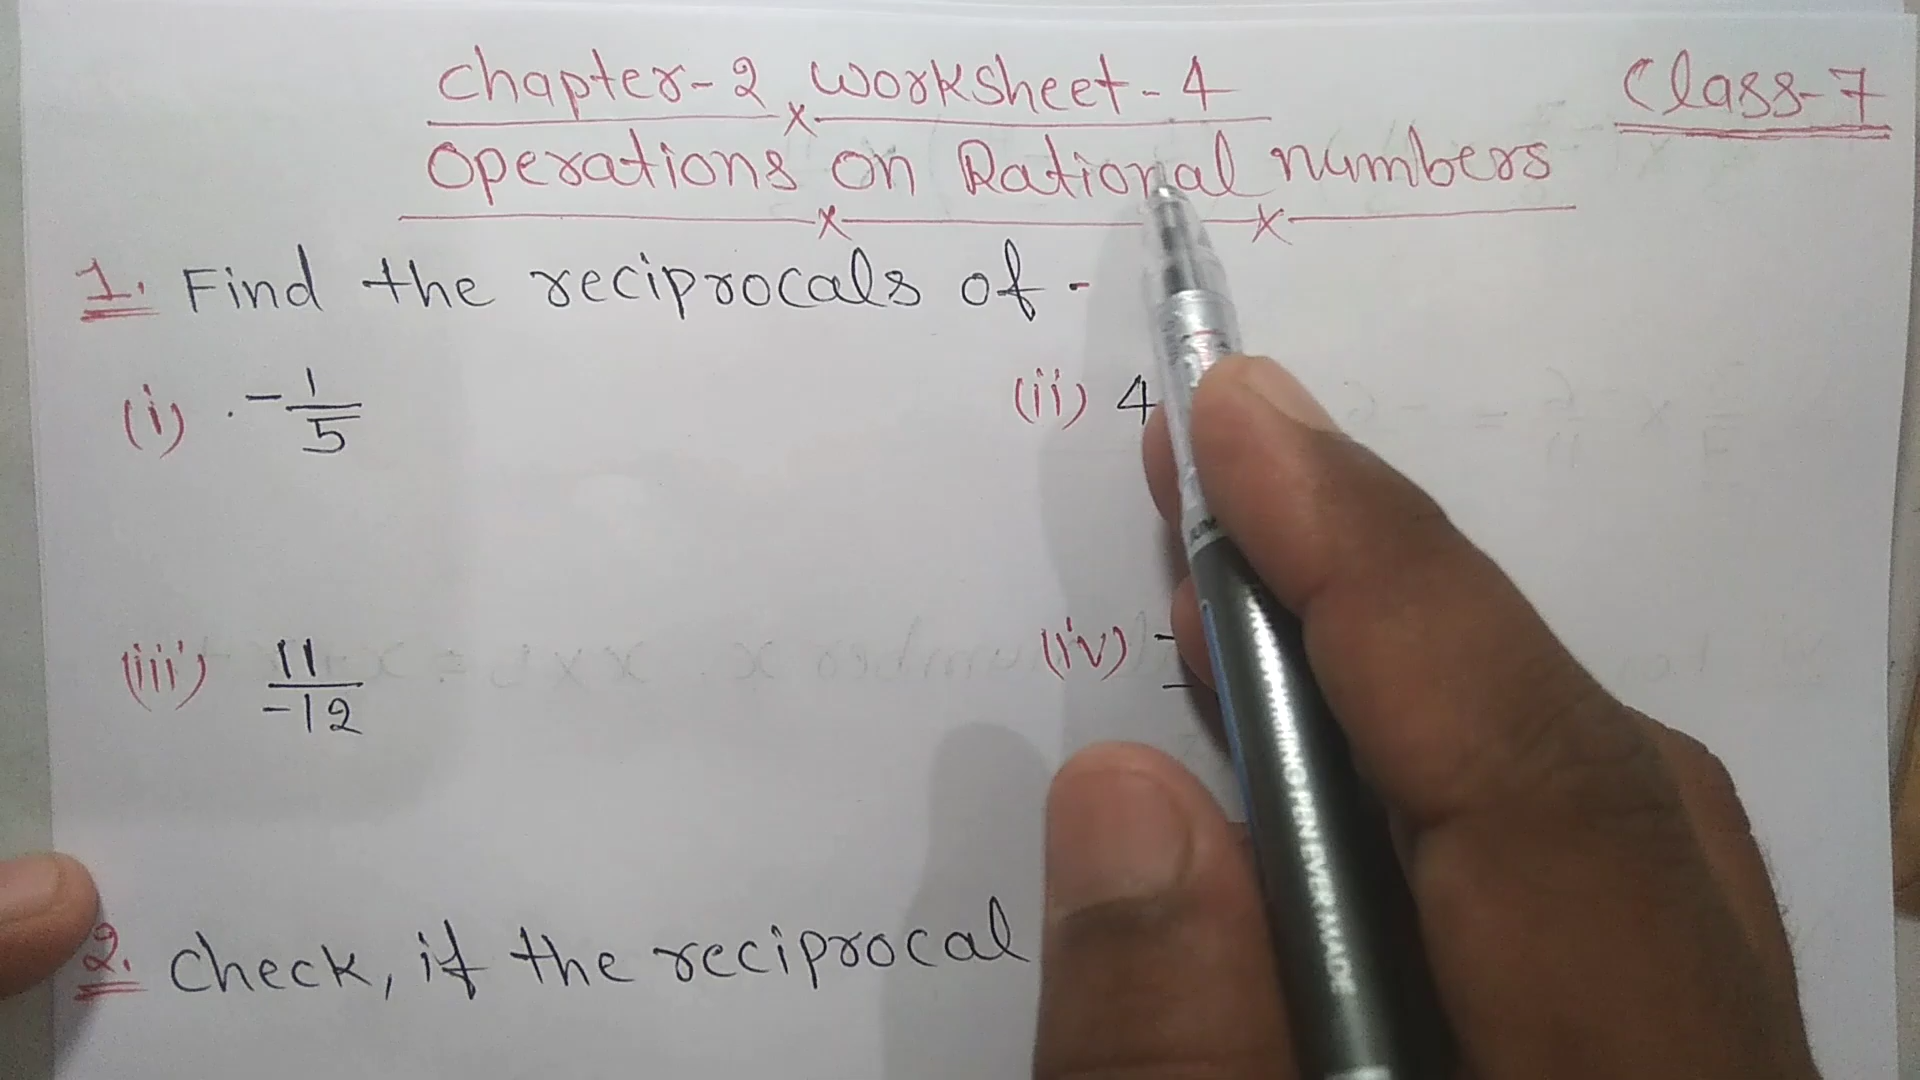 Chapter-2 Worksheet-4
Class-7
Operations on Rational numbers
1. Find the reciprocals of -
(i) -1/5
(ii) 4
(iii) 11/-12
(iv)
2. Check, if the reciprocal